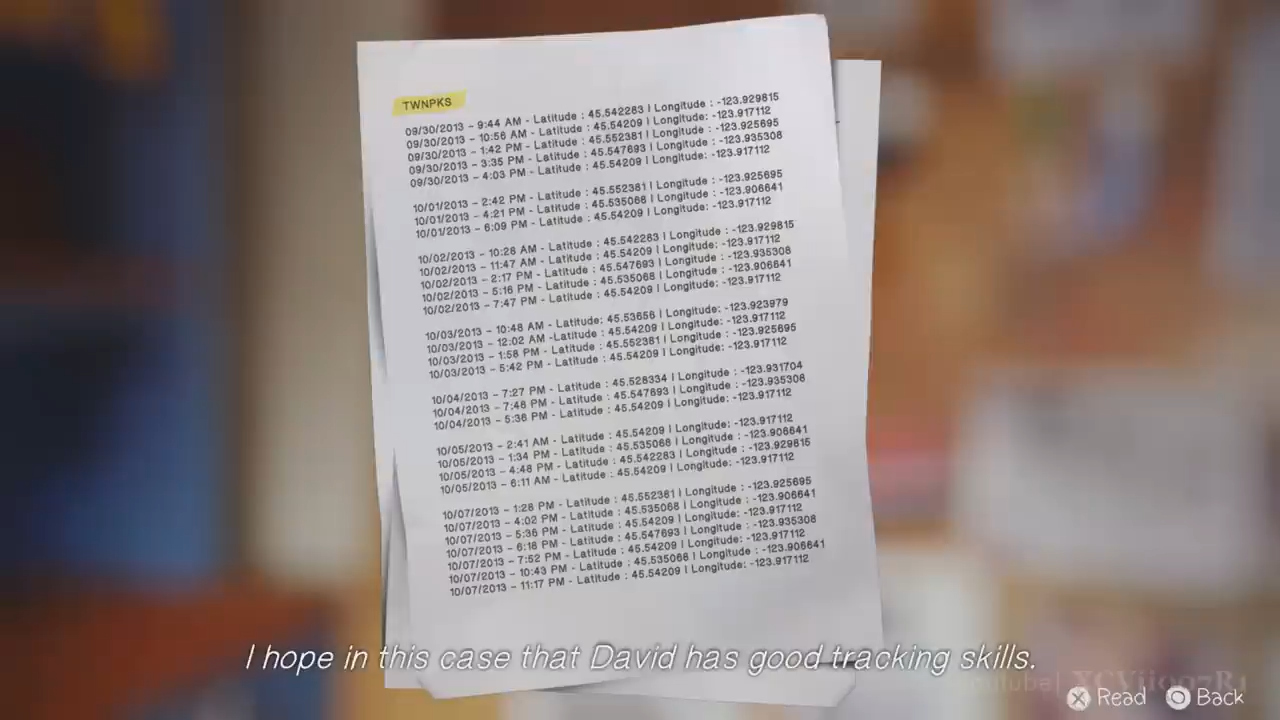 TWNPKS
09/30/2013 - 9:44 AM - Latitude : 45.542283 | Longitude : -123.929815
09/30/2013 - 10:56 AM - Latitude : 45.54209 | Longitude: -123.917112
09/30/2013 - 1:42 PM - Latitude : 45.552381 | Longitude : -123.925695
09/30/2013 - 3:35 PM - Latitude : 45.547693 | Longitude : -123.935308
09/30/2013 - 4:03 PM - Latitude : 45.54209 | Longitude: -123.917112
10/01/2013 - 2:42 PM - Latitude : 45.552381 | Longitude : -123.925695
10/01/2013 - 4:21 PM - Latitude : 45.535068 | Longitude : -123.906641
10/01/2013 - 6:09 PM - Latitude : 45.54209 | Longitude: -123.917112
10/02/2013 - 10:28 AM - Latitude : 45.542283 | Longitude : -123.929815
10/02/2013 - 11:47 AM - Latitude : 45.54209 | Longitude: -123.917112
10/02/2013 - 2:17 PM - Latitude : 45.547693 | Longitude : -123.935308
10/02/2013 - 5:16 PM - Latitude : 45.535068 | Longitude : -123.906641
10/02/2013 - 7:47 PM - Latitude : 45.54209 | Longitude: -123.917112
10/03/2013 - 10:48 AM - Latitude: 45.53656 | Longitude: -123.923979
10/03/2013 - 12:02 AM -Latitude : 45.54209 | Longitude: -123.917112
10/03/2013 - 1:58 PM - Latitude : 45.552381 | Longitude : -123.925695
10/03/2013 - 5:42 PM - Latitude : 45.54209 | Longitude: -123.917112
10/04/2013 - 7:27 PM - Latitude : 45.528334 | Longitude : -123.931704
10/04/2013 - 7:48 PM - Latitude : 45.547693 | Longitude : -123.935308
10/04/2013 - 5:36 PM - Latitude : 45.54209 | Longitude: -123.917112
10/05/2013 - 2:41 AM - Latitude : 45.54209 | Longitude: -123.917112
10/05/2013 - 1:34 PM - Latitude : 45.535068 | Longitude : -123.906641
10/05/2013 - 4:48 PM - Latitude : 45.542283 | Longitude : -123.929815
10/05/2013 - 6:11 AM - Latitude : 45.54209 | Longitude: -123.917112
10/07/2013 - 1:28 PM - Latitude : 45.552381 | Longitude : -123.925695
10/07/2013 - 4:02 PM - Latitude : 45.535068 | Longitude : -123.906641
10/07/2013 - 5:36 PM - Latitude : 45.54209 | Longitude: -123.917112
10/07/2013 - 6:18 PM - Latitude : 45.547693 | Longitude : -123.935308
10/07/2013 - 7:52 PM - Latitude : 45.54209 | Longitude: -123.917112
10/07/2013 - 10:43 PM - Latitude : 45.535068 | Longitude : -123.906641
10/07/2013 - 11:17 PM - Latitude : 45.54209 | Longitude: -123.917112
I hope in this case that David has good tracking skills.
Read
Back